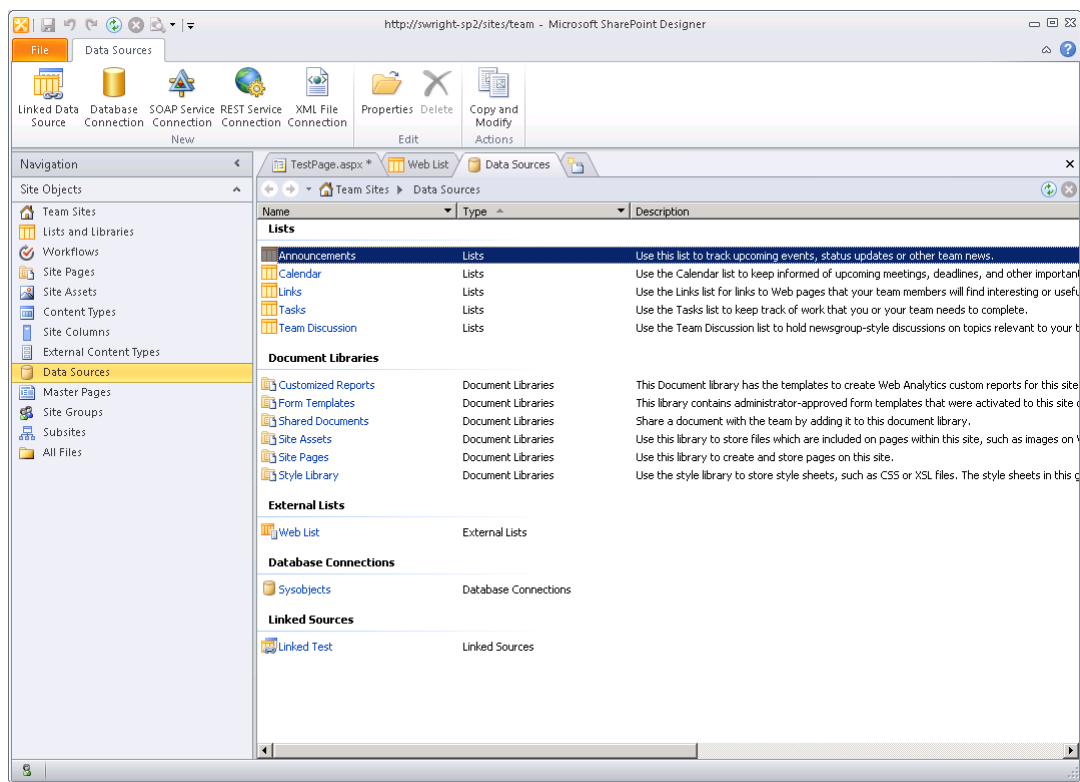 http://swright-sp2/sites/team - Microsoft SharePoint Designer
File
Data Sources
Linked Data Source
Database Connection
SOAP Service Connection
REST Service Connection
XML File Connection
Properties
Delete
Copy and Modify
New
Edit
Actions
Navigation
TestPage.aspx *
Web List
Data Sources
Site Objects
Team Sites
Lists and Libraries
Workflows
Site Pages
Site Assets
Content Types
Site Columns
External Content Types
Data Sources
Master Pages
Site Groups
Subsites
All Files
Team Sites Data Sources
Name Type Description
Lists
Announcements Lists Use this list to track upcoming events, status updates or other team news.
Calendar Lists Use the Calendar list to keep informed of upcoming meetings, deadlines, and other important
Links Lists Use the Links list for links to Web pages that your team members will find interesting or usefu
Tasks Lists Use the Tasks list to keep track of work that you or your team needs to complete.
Team Discussion Lists Use the Team Discussion list to hold newsgroup-style discussions on topics relevant to your t
Document Libraries
Customized Reports Document Libraries This Document library has the templates to create Web Analytics custom reports for this site
Form Templates Document Libraries This library contains administrator-approved form templates that were activated to this site
Shared Documents Document Libraries Share a document with the team by adding it to this document library.
Site Assets Document Libraries Use this library to store files which are included on pages within this site, such as images on
Site Pages Document Libraries Use this library to create and store pages on this site.
Style Library Document Libraries Use the style library to store style sheets, such as CSS or XSL files. The style sheets in this
External Lists
Web List External Lists
Database Connections
Sysobjects Database Connections
Linked Sources
Linked Test Linked Sources